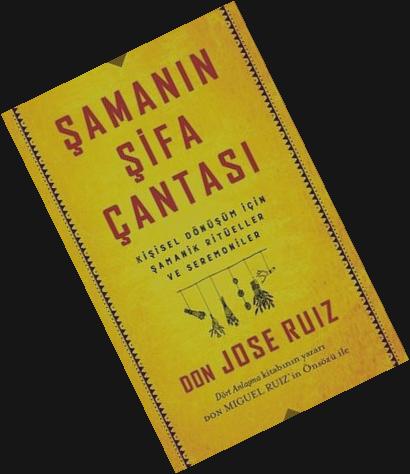 ŞAMANIN
ŞİFA
ÇANTASI
KİŞİSEL DÖNÜŞÜM İÇİN
ŞAMANİK RİTÜELLER
VE SEREMONİLER
DON JOSE RUIZ
Dört Anlaşma kitabının yazarı
DON MIGUEL RUIZ'in Önsözü ile